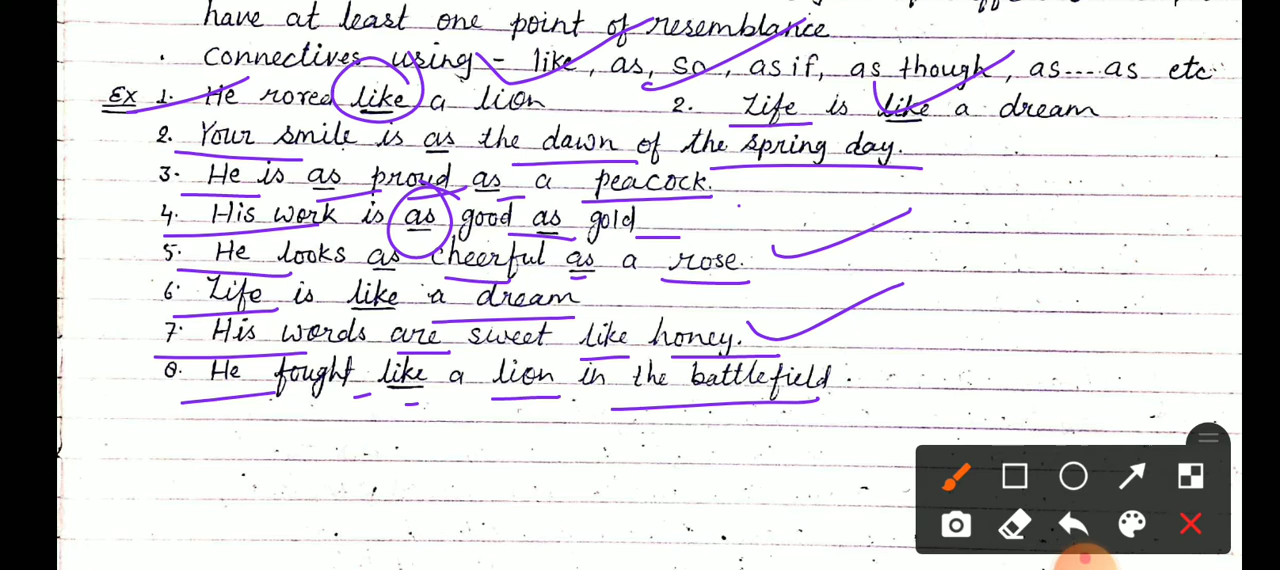 have at least one point of resemblance
. Connectives using - like, as, so, as if, as though, as....as etc.
Ex 1. He rored like a lion 2. Life is like a dream
2. Your smile is as the dawn of the spring day.
3. He is as proud as a peacock.
4. His work is as good as gold
5. He looks as cheerful as a rose.
6. Life is like a dream
7. His words are sweet like honey.
8. He fought like a lion in the battlefield.